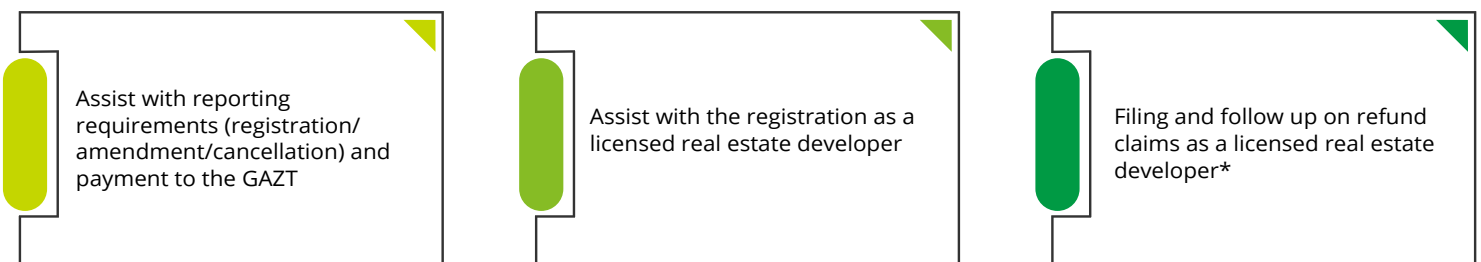 Assist with reporting
requirements (registration/
amendment/cancellation) and
payment to the GAZT
Assist with the registration as a
licensed real estate developer
Filing and follow up on refund
claims as a licensed real estate
developer*